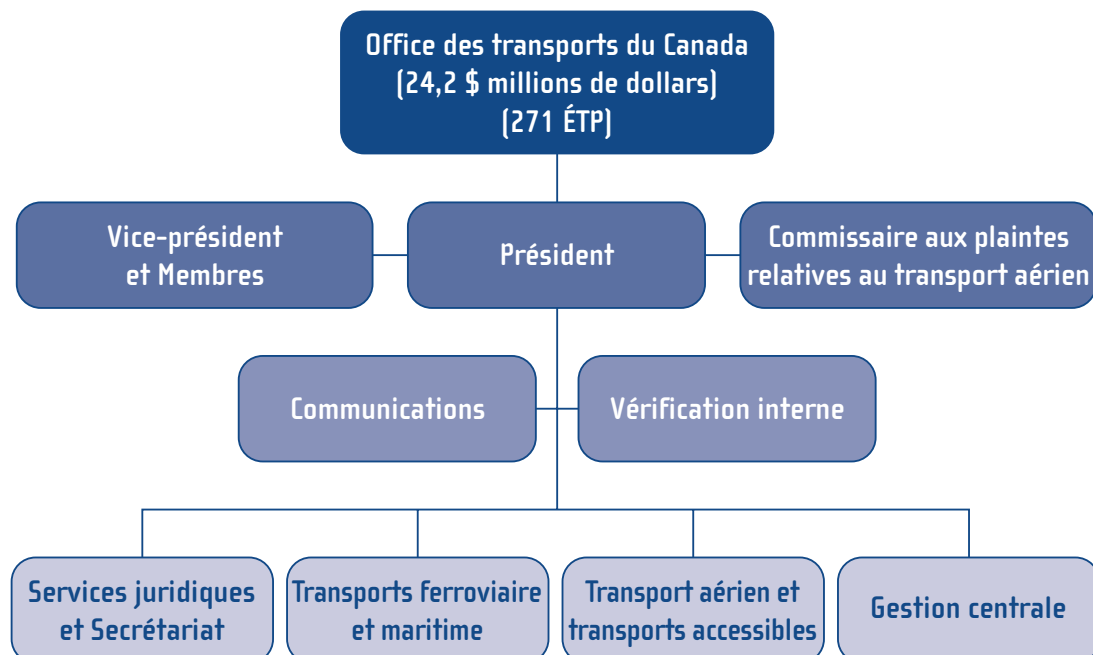 Office des transports du Canada
(24,2 $ millions de dollars)
(271 ÉTP)
Vice-président
et Membres
Président
Commissaire aux plaintes
relatives au transport aérien
Communications
Vérification interne
Services juridiques
et Secrétariat
Transports ferroviaire
et maritime
Transport aérien et
transports accessibles
Gestion centrale